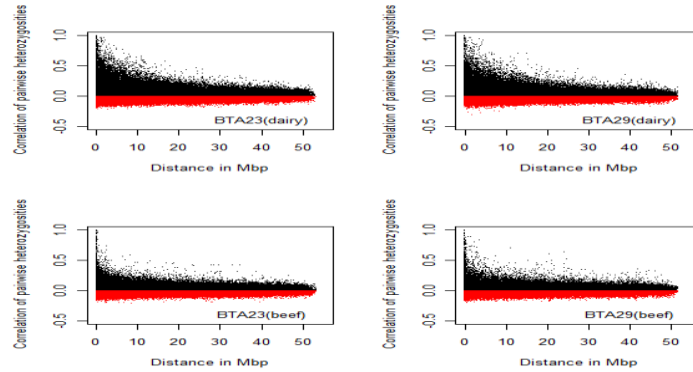 Correlation of pairwise heterozygosities
1.0
0.5
0.0
-0.5
BTA23(dairy)
0 10 20 30 40 50
Distance in Mbp
Correlation of pairwise heterozygosities
1.0
0.5
0.0
-0.5
BTA29(dairy)
0 10 20 30 40 50
Distance in Mbp
Correlation of pairwise heterozygosities
1.0
0.5
0.0
-0.5
BTA23(beef)
0 10 20 30 40 50
Distance in Mbp
Correlation of pairwise heterozygosities
1.0
0.5
0.0
-0.5
BTA29(beef)
0 10 20 30 40 50
Distance in Mbp